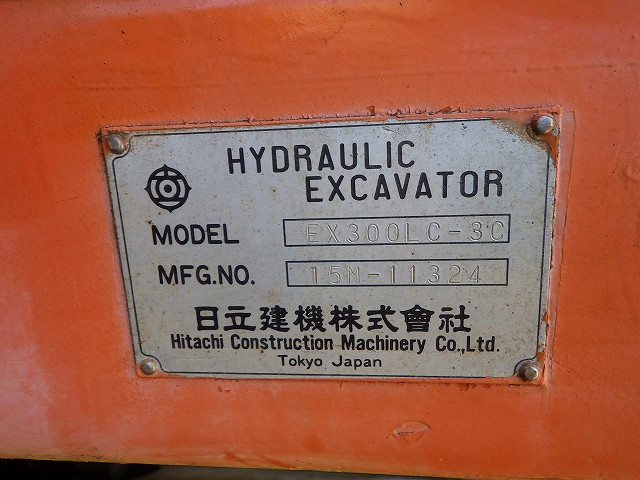 HYDRAULIC
EXCAVATOR
MODEL EX300LC-3C
MFG.NO. 15M-11324
日立建機株式會社
Hitachi Construction Machinery Co.,Ltd.
Tokyo Japan